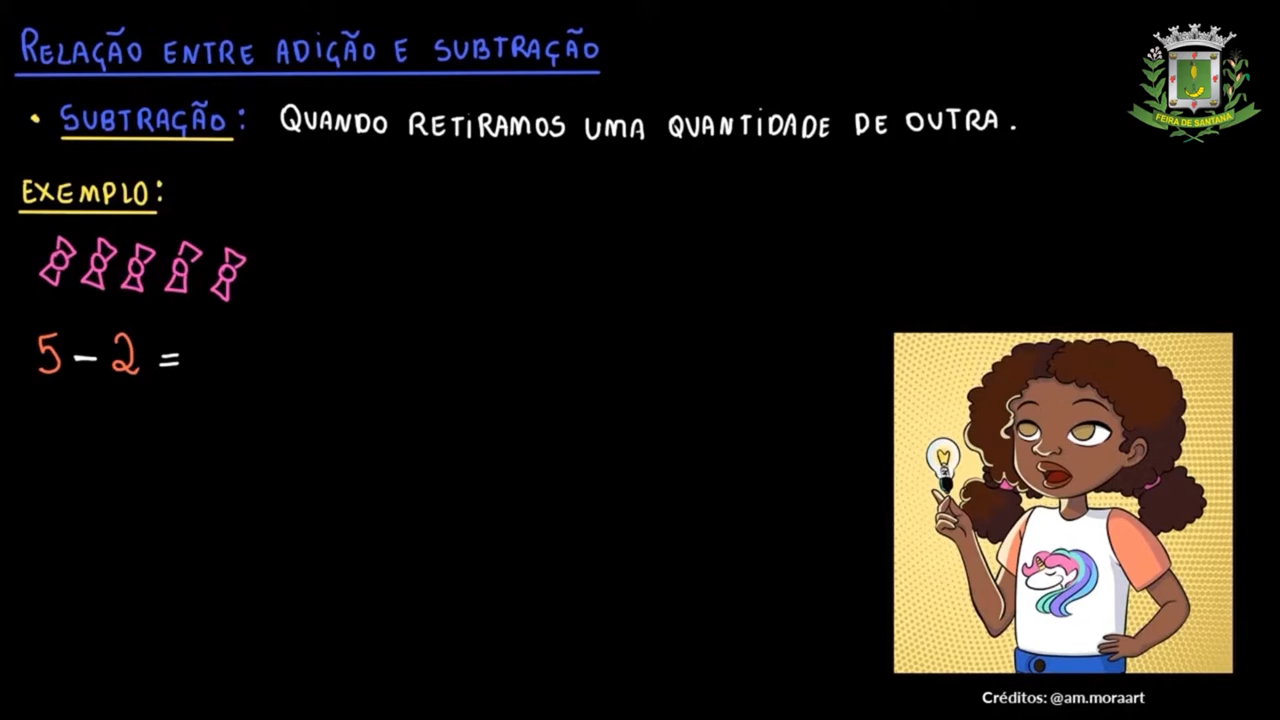 RELAÇÃO ENTRE ADIÇÃO E SUBTRAÇÃO
• SUBTRAÇÃO: QUANDO RETIRAMOS UMA QUANTIDADE DE OUTRA.
EXEMPLO:
5 - 2 =
FEIRA DE SANTANA
Créditos: @am.moraart